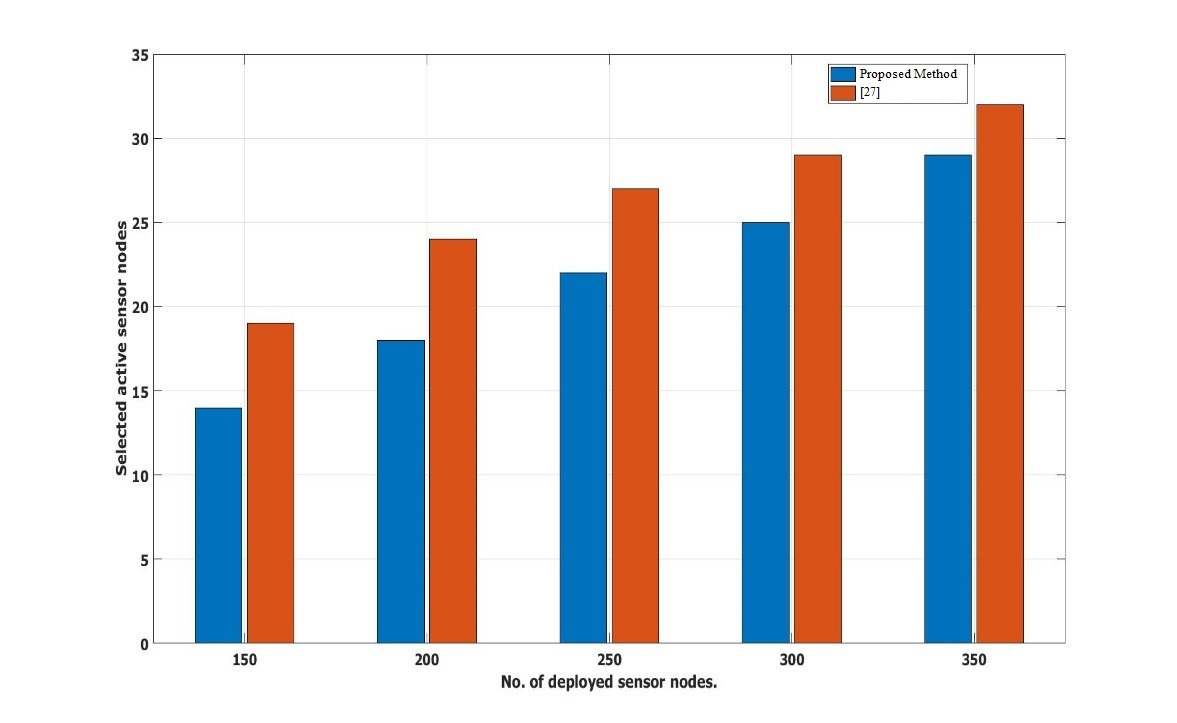 35
30
25
20
15
10
5
0
Selected active sensor nodes
Proposed Method
[27]
150 200 250 300 350
No. of deployed sensor nodes.